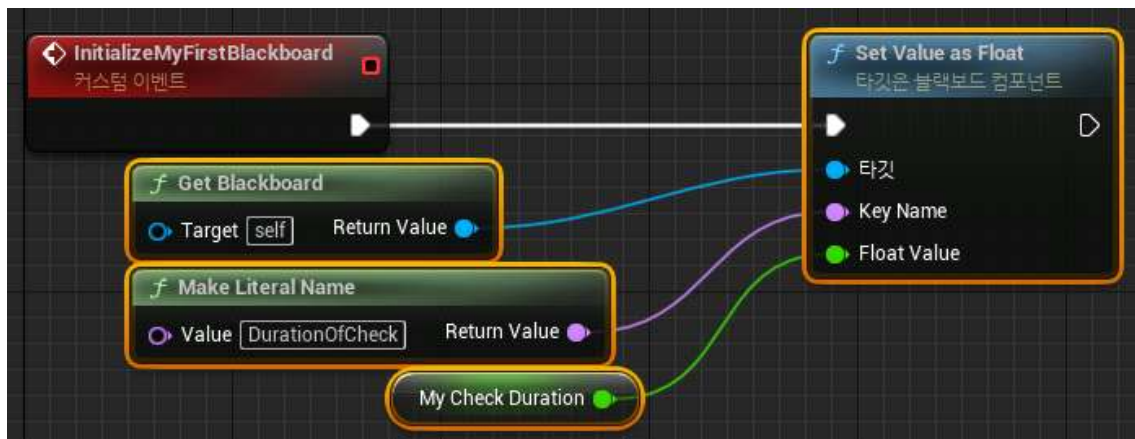 InitializeMyFirstBlackboard
커스텀 이벤트
f Set Value as Float
타깃은 블랙보드 컴포넌트
타깃
Key Name
Float Value
f Get Blackboard
Target self Return Value
f Make Literal Name
Value DurationOfCheck Return Value
My Check Duration